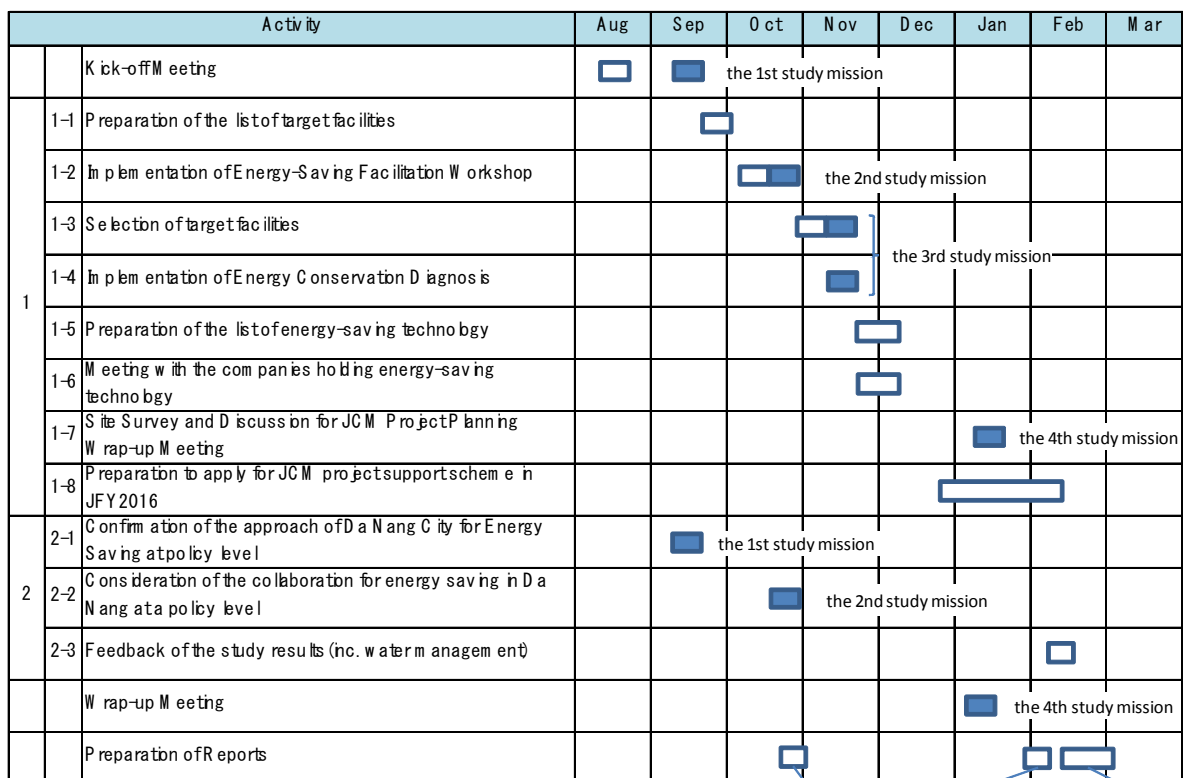 Activity Aug Sep Oct Nov Dec Jan Feb Mar
Kick-off Meeting the 1st study mission
1-1 Preparation of the list of target facilities
1-2 Implementation of Energy-Saving Facilitation Workshop the 2nd study mission
1-3 Selection of target facilities
the 3rd study mission
1-4 Implementation of Energy Conservation Diagnosis
1
1-5 Preparation of the list of energy-saving technology
1-6 Meeting with the companies holding energy-saving
technology
1-7 Site Survey and Discussion for JCM Project Planning
Wrap-up Meeting the 4th study mission
1-8 Preparation to apply for JCM project support scheme in
JFY2016
2-1 Confirmation of the approach of Da Nang City for Energy
Saving at policy level the 1st study mission
2 2-2 Consideration of the collaboration for energy saving in Da
Nang at a policy level the 2nd study mission
2-3 Feedback of the study results (inc. water management)
Wrap-up Meeting the 4th study mission
Preparation of Reports